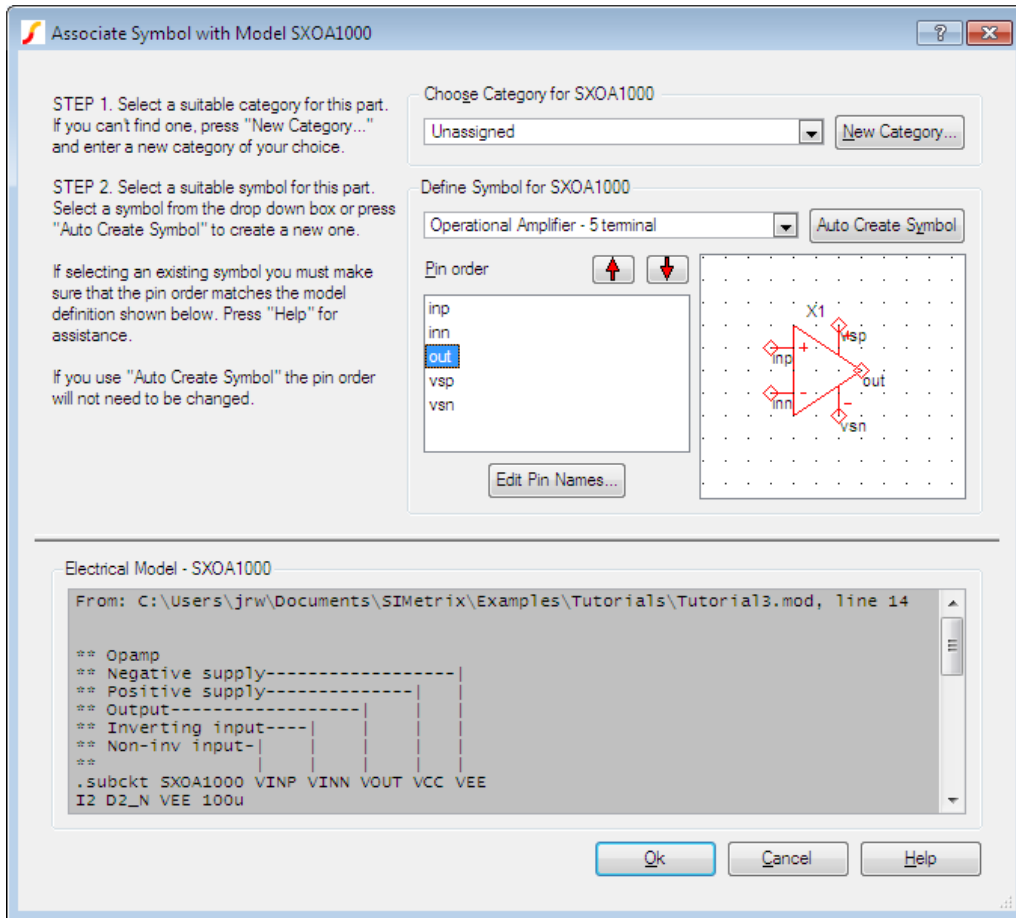 Associate Symbol with Model SXOA1000
STEP 1. Select a suitable category for this part.
If you can't find one, press "New Category..."
and enter a new category of your choice.
STEP 2. Select a suitable symbol for this part.
Select a symbol from the drop down box or press
"Auto Create Symbol" to create a new one.
If selecting an existing symbol you must make
sure that the pin order matches the model
definition shown below. Press "Help" for
assistance.
If you use "Auto Create Symbol" the pin order
will not need to be changed.
Choose Category for SXOA1000
Unassigned
New Category...
Define Symbol for SXOA1000
Operational Amplifier - 5 terminal
Auto Create Symbol
Pin order
inp
inn
out
vsp
vsn
Edit Pin Names...
X1
vsp
+
inp
+
out
inn
-
-
vsn
Electrical Model - SXOA1000
From: C:\Users\jrw\Documents\SIMetrix\Examples\Tutorials\Tutorial3.mod, line 14
** Opamp
** Negative supply------------------|
** Positive supply--------------|   |
** Output------------------|    |   |
** Inverting input----|    |    |   |
** Non-inv input-|    |    |    |   |
**               |    |    |    |   |
.subckt SXOA1000 VINP VINN VOUT VCC VEE
I2 D2_N VEE 100u
Ok
Cancel
Help